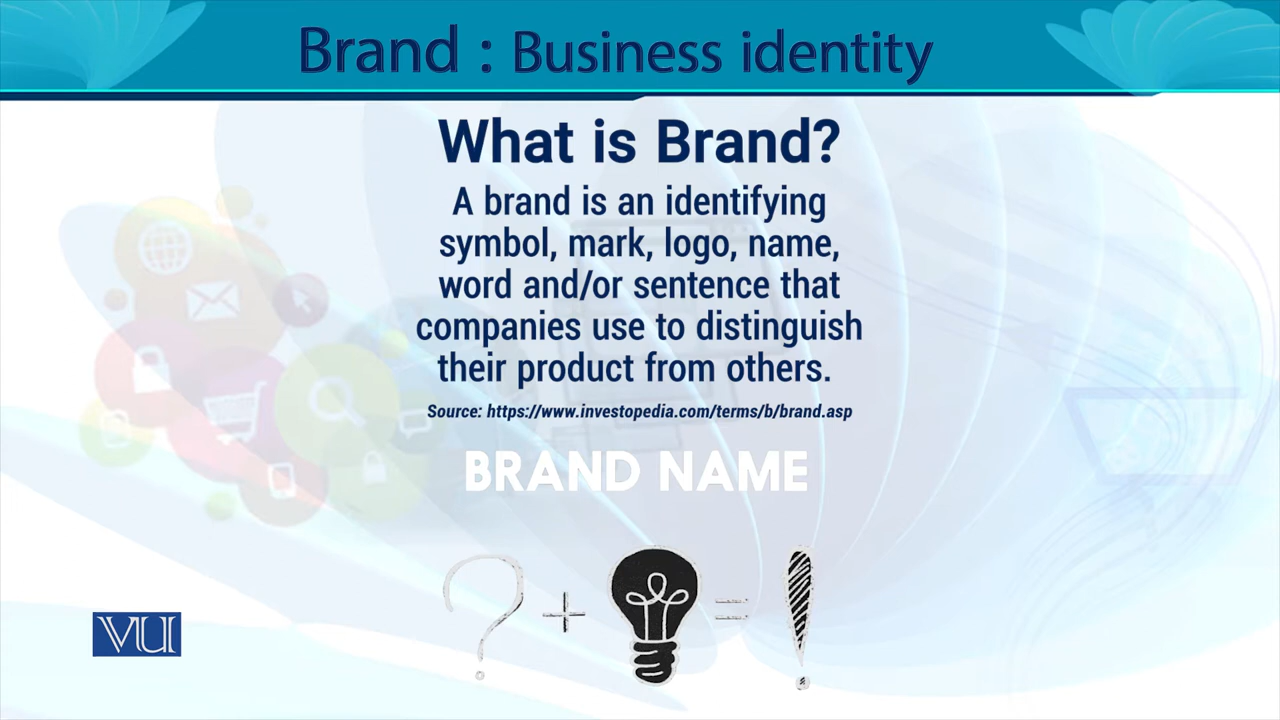 Brand : Business identity
What is Brand?
A brand is an identifying
symbol, mark, logo, name,
word and/or sentence that
companies use to distinguish
their product from others.
Source: https://www.investopedia.com/terms/b/brand.asp
BRAND NAME
? + = !
VU